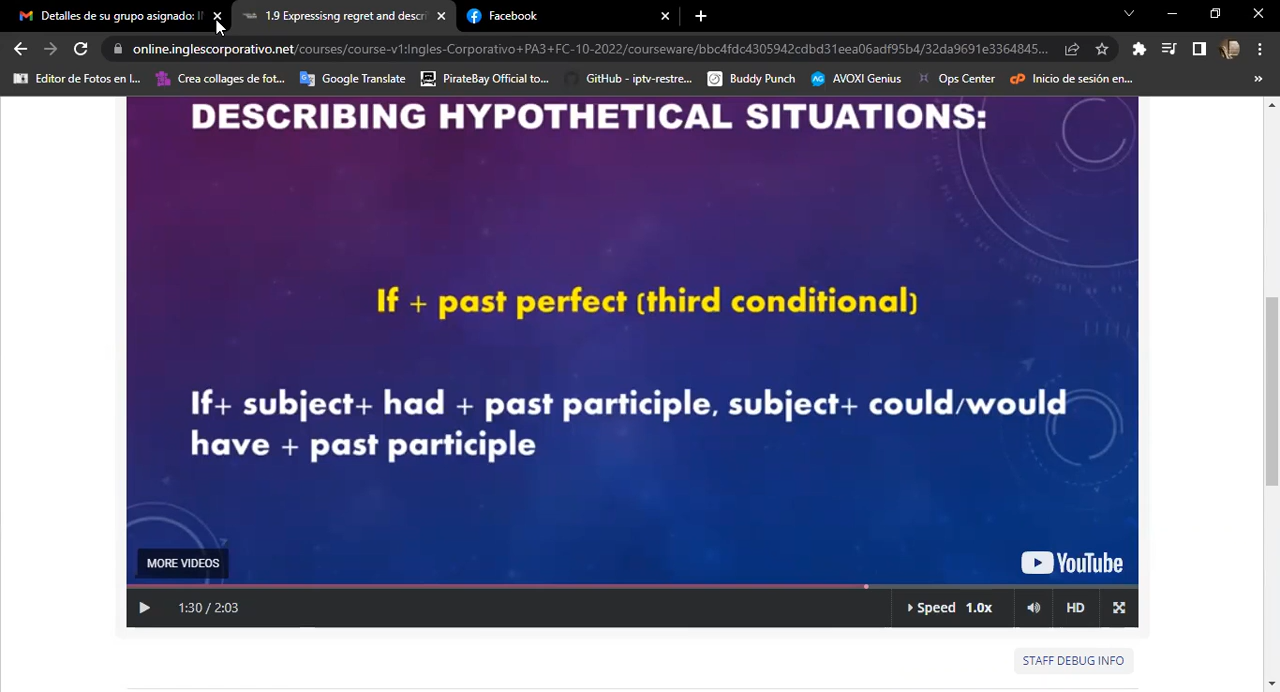 Detalles de su grupo asignado: I
1.9 Expressisng regret and descri
Facebook
online.inglescorporativo.net/courses/course-v1:Ingles-Corporativo+PA3+FC-10-2022/courseware/bbc4fdc4305942cdbd31eea06adf95b4/32da9691e3364845...
Editor de Fotos en l...
Crea collages de fot...
Google Translate
PirateBay Official to...
GitHub - iptv-restre...
Buddy Punch
AVOXI Genius
Ops Center
Inicio de sesión en...
DESCRIBING HYPOTHETICAL SITUATIONS:
If + past perfect (third conditional)
If+ subject+ had + past participle, subject+ could/would
have + past participle
MORE VIDEOS
YouTube
1:30 / 2:03
Speed 1.0x
HD
STAFF DEBUG INFO